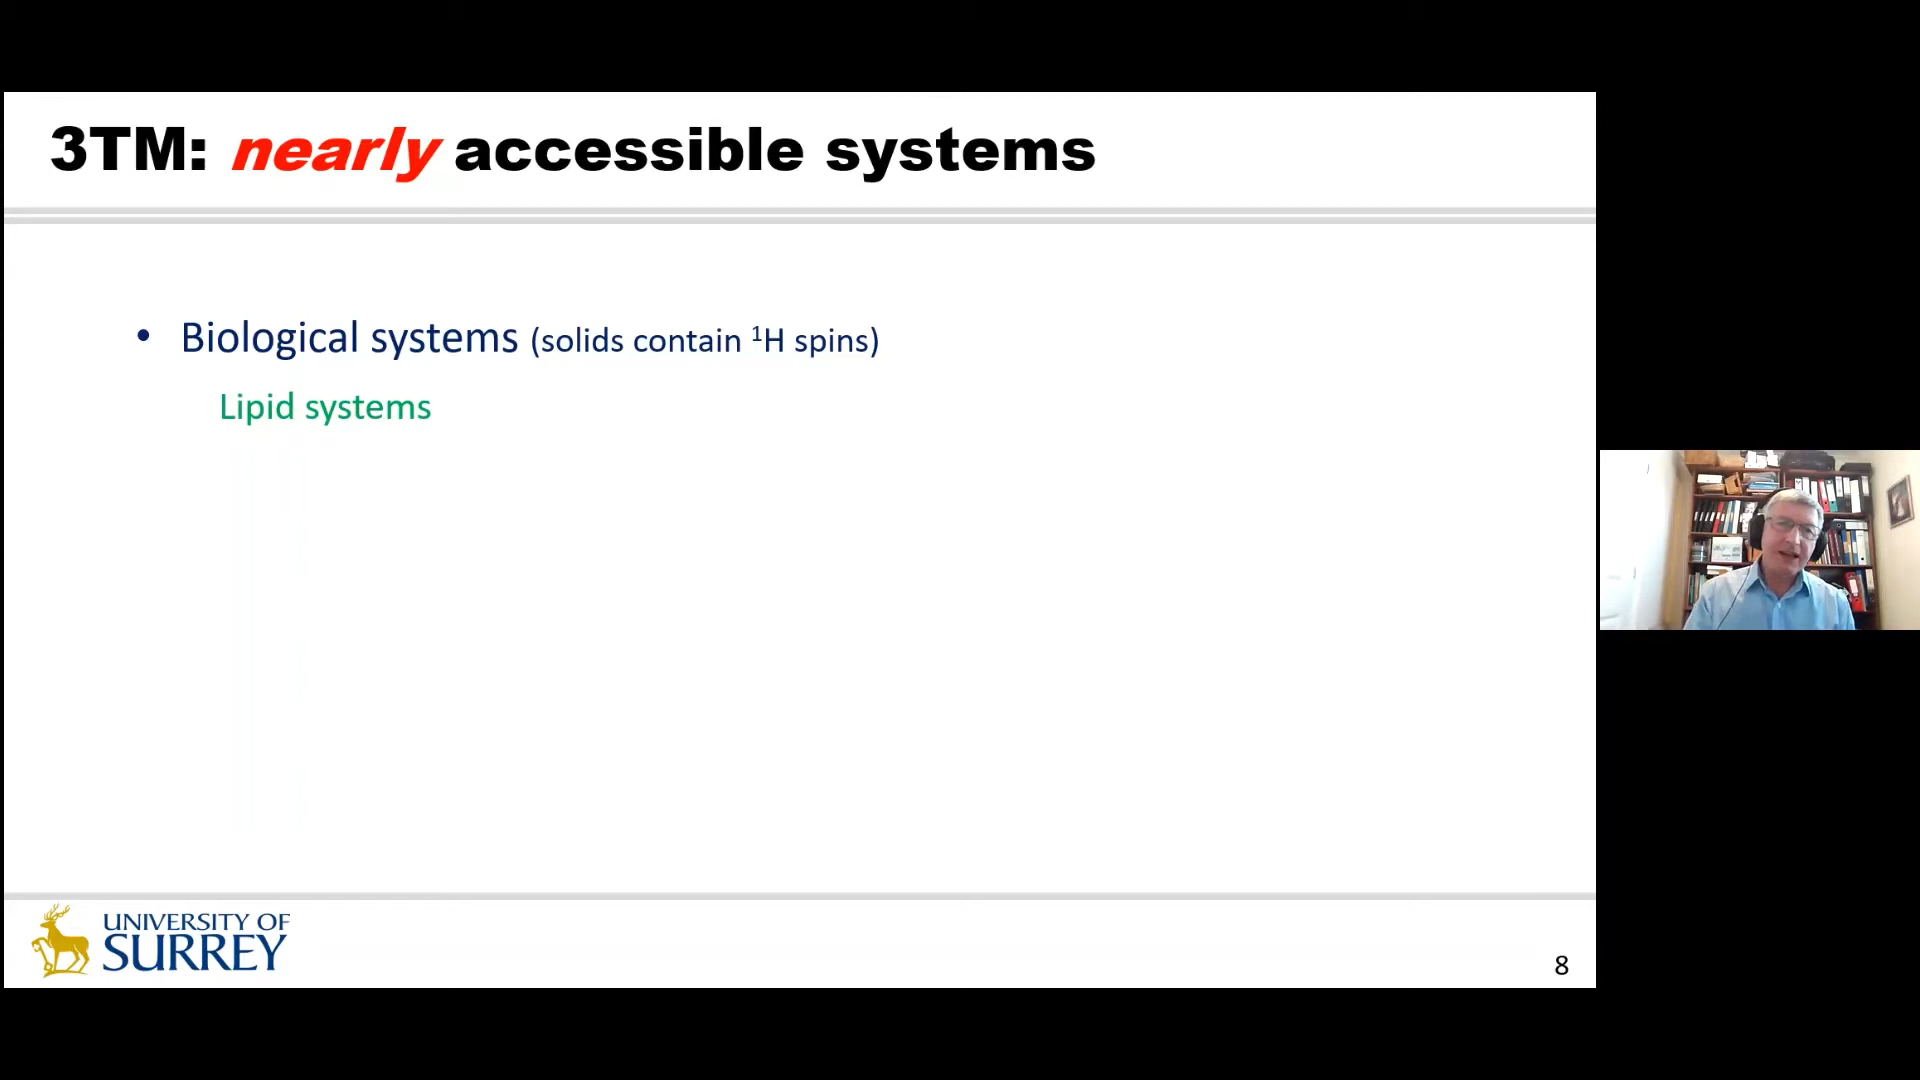 3TM: nearly accessible systems
• Biological systems (solids contain ¹H spins)
Lipid systems
UNIVERSITY OF
SURREY
8